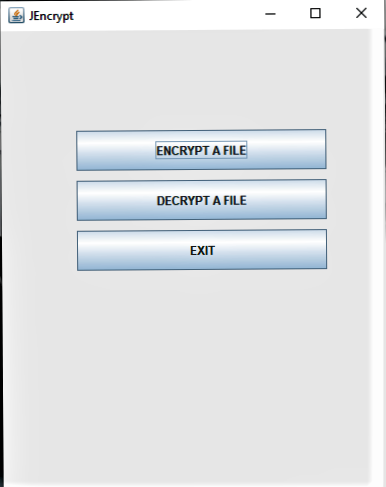 JEncrypt
ENCRYPT A FILE
DECRYPT A FILE
EXIT